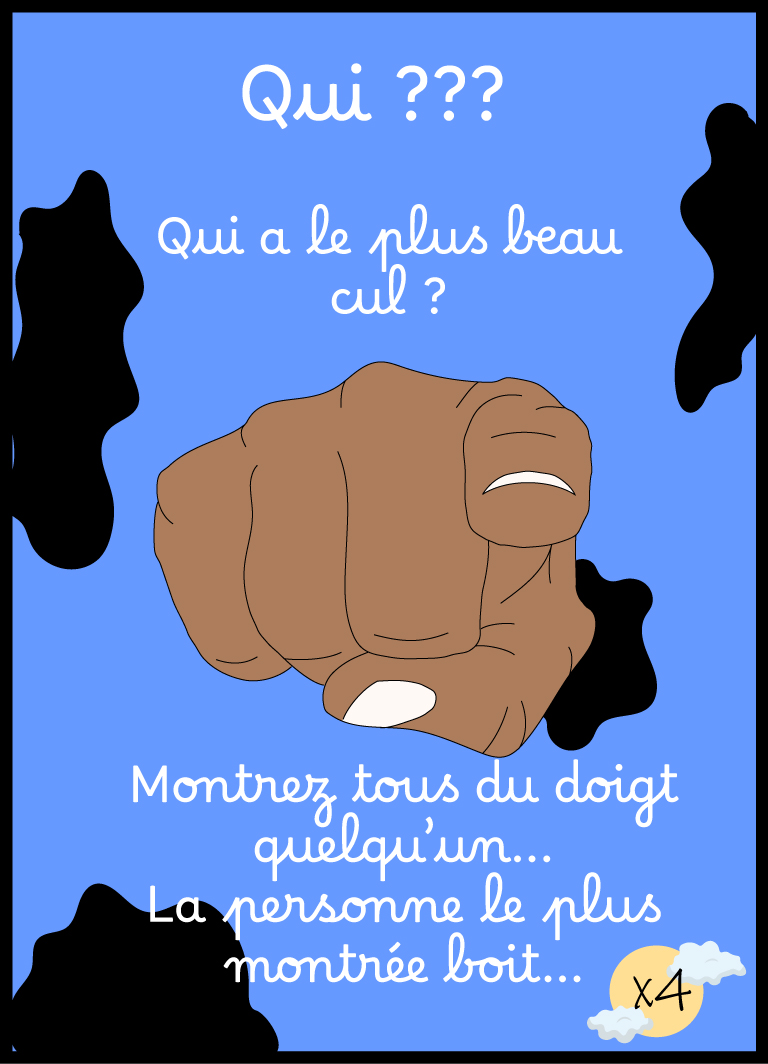 Qui ???
Qui a le plus beau
cul ?
Montrez tous du doigt
quelqu'un...
La personne le plus
montrée boit...
x4